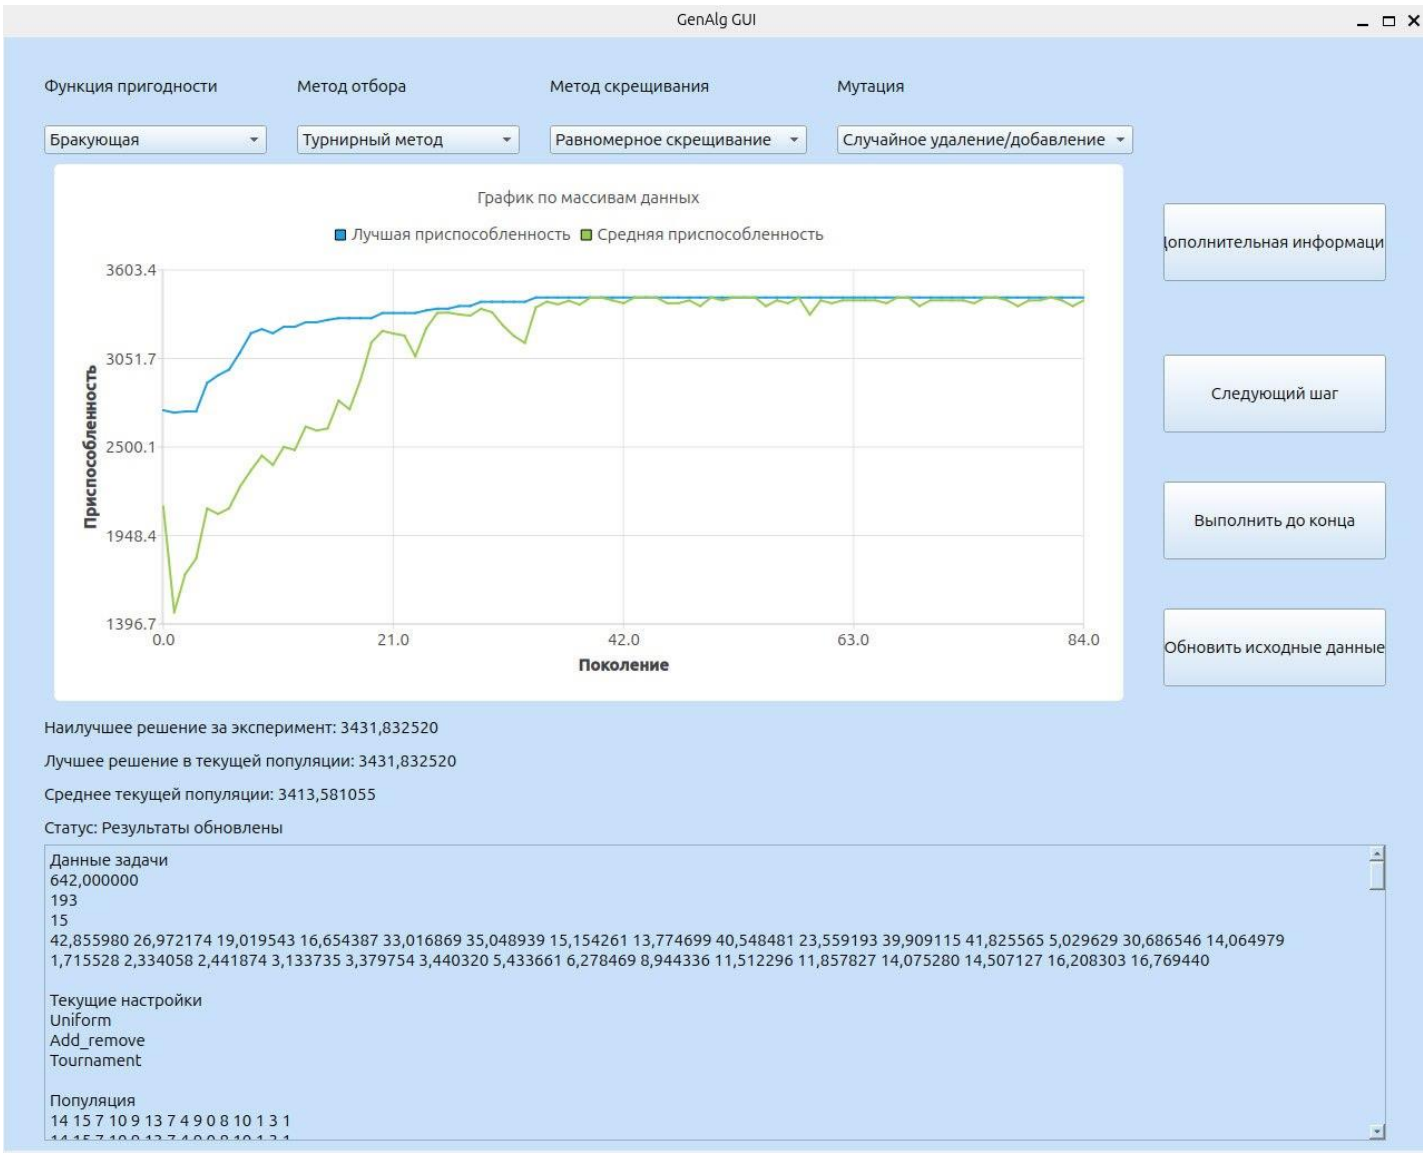 GenAlg GUI
Функция пригодности Метод отбора Метод скрещивания Мутация
Бракующая Турнирный метод Равномерное скрещивание Случайное удаление/добавление
График по массивам данных
Лучшая приспособленность Средняя приспособленность
Приспособленность
3603.4
3051.7
2500.1
1948.4
1396.7
0.0 21.0 42.0 63.0 84.0
Поколение
ополнительная информаци
Следующий шаг
Выполнить до конца
Обновить исходные данные
Наилучшее решение за эксперимент: 3431,832520
Лучшее решение в текущей популяции: 3431,832520
Среднее текущей популяции: 3413,581055
Статус: Результаты обновлены
Данные задачи
642,000000
193
15
42,855980 26,972174 19,019543 16,654387 33,016869 35,048939 15,154261 13,774699 40,548481 23,559193 39,909115 41,825565 5,029629 30,686546 14,064979
1,715528 2,334058 2,441874 3,133735 3,379754 3,440320 5,433661 6,278469 8,944336 11,512296 11,857827 14,075280 14,507127 16,208303 16,769440
Текущие настройки
Uniform
Add_remove
Tournament
Популяция
14 15 7 10 9 13 7 4 9 0 8 10 1 3 1